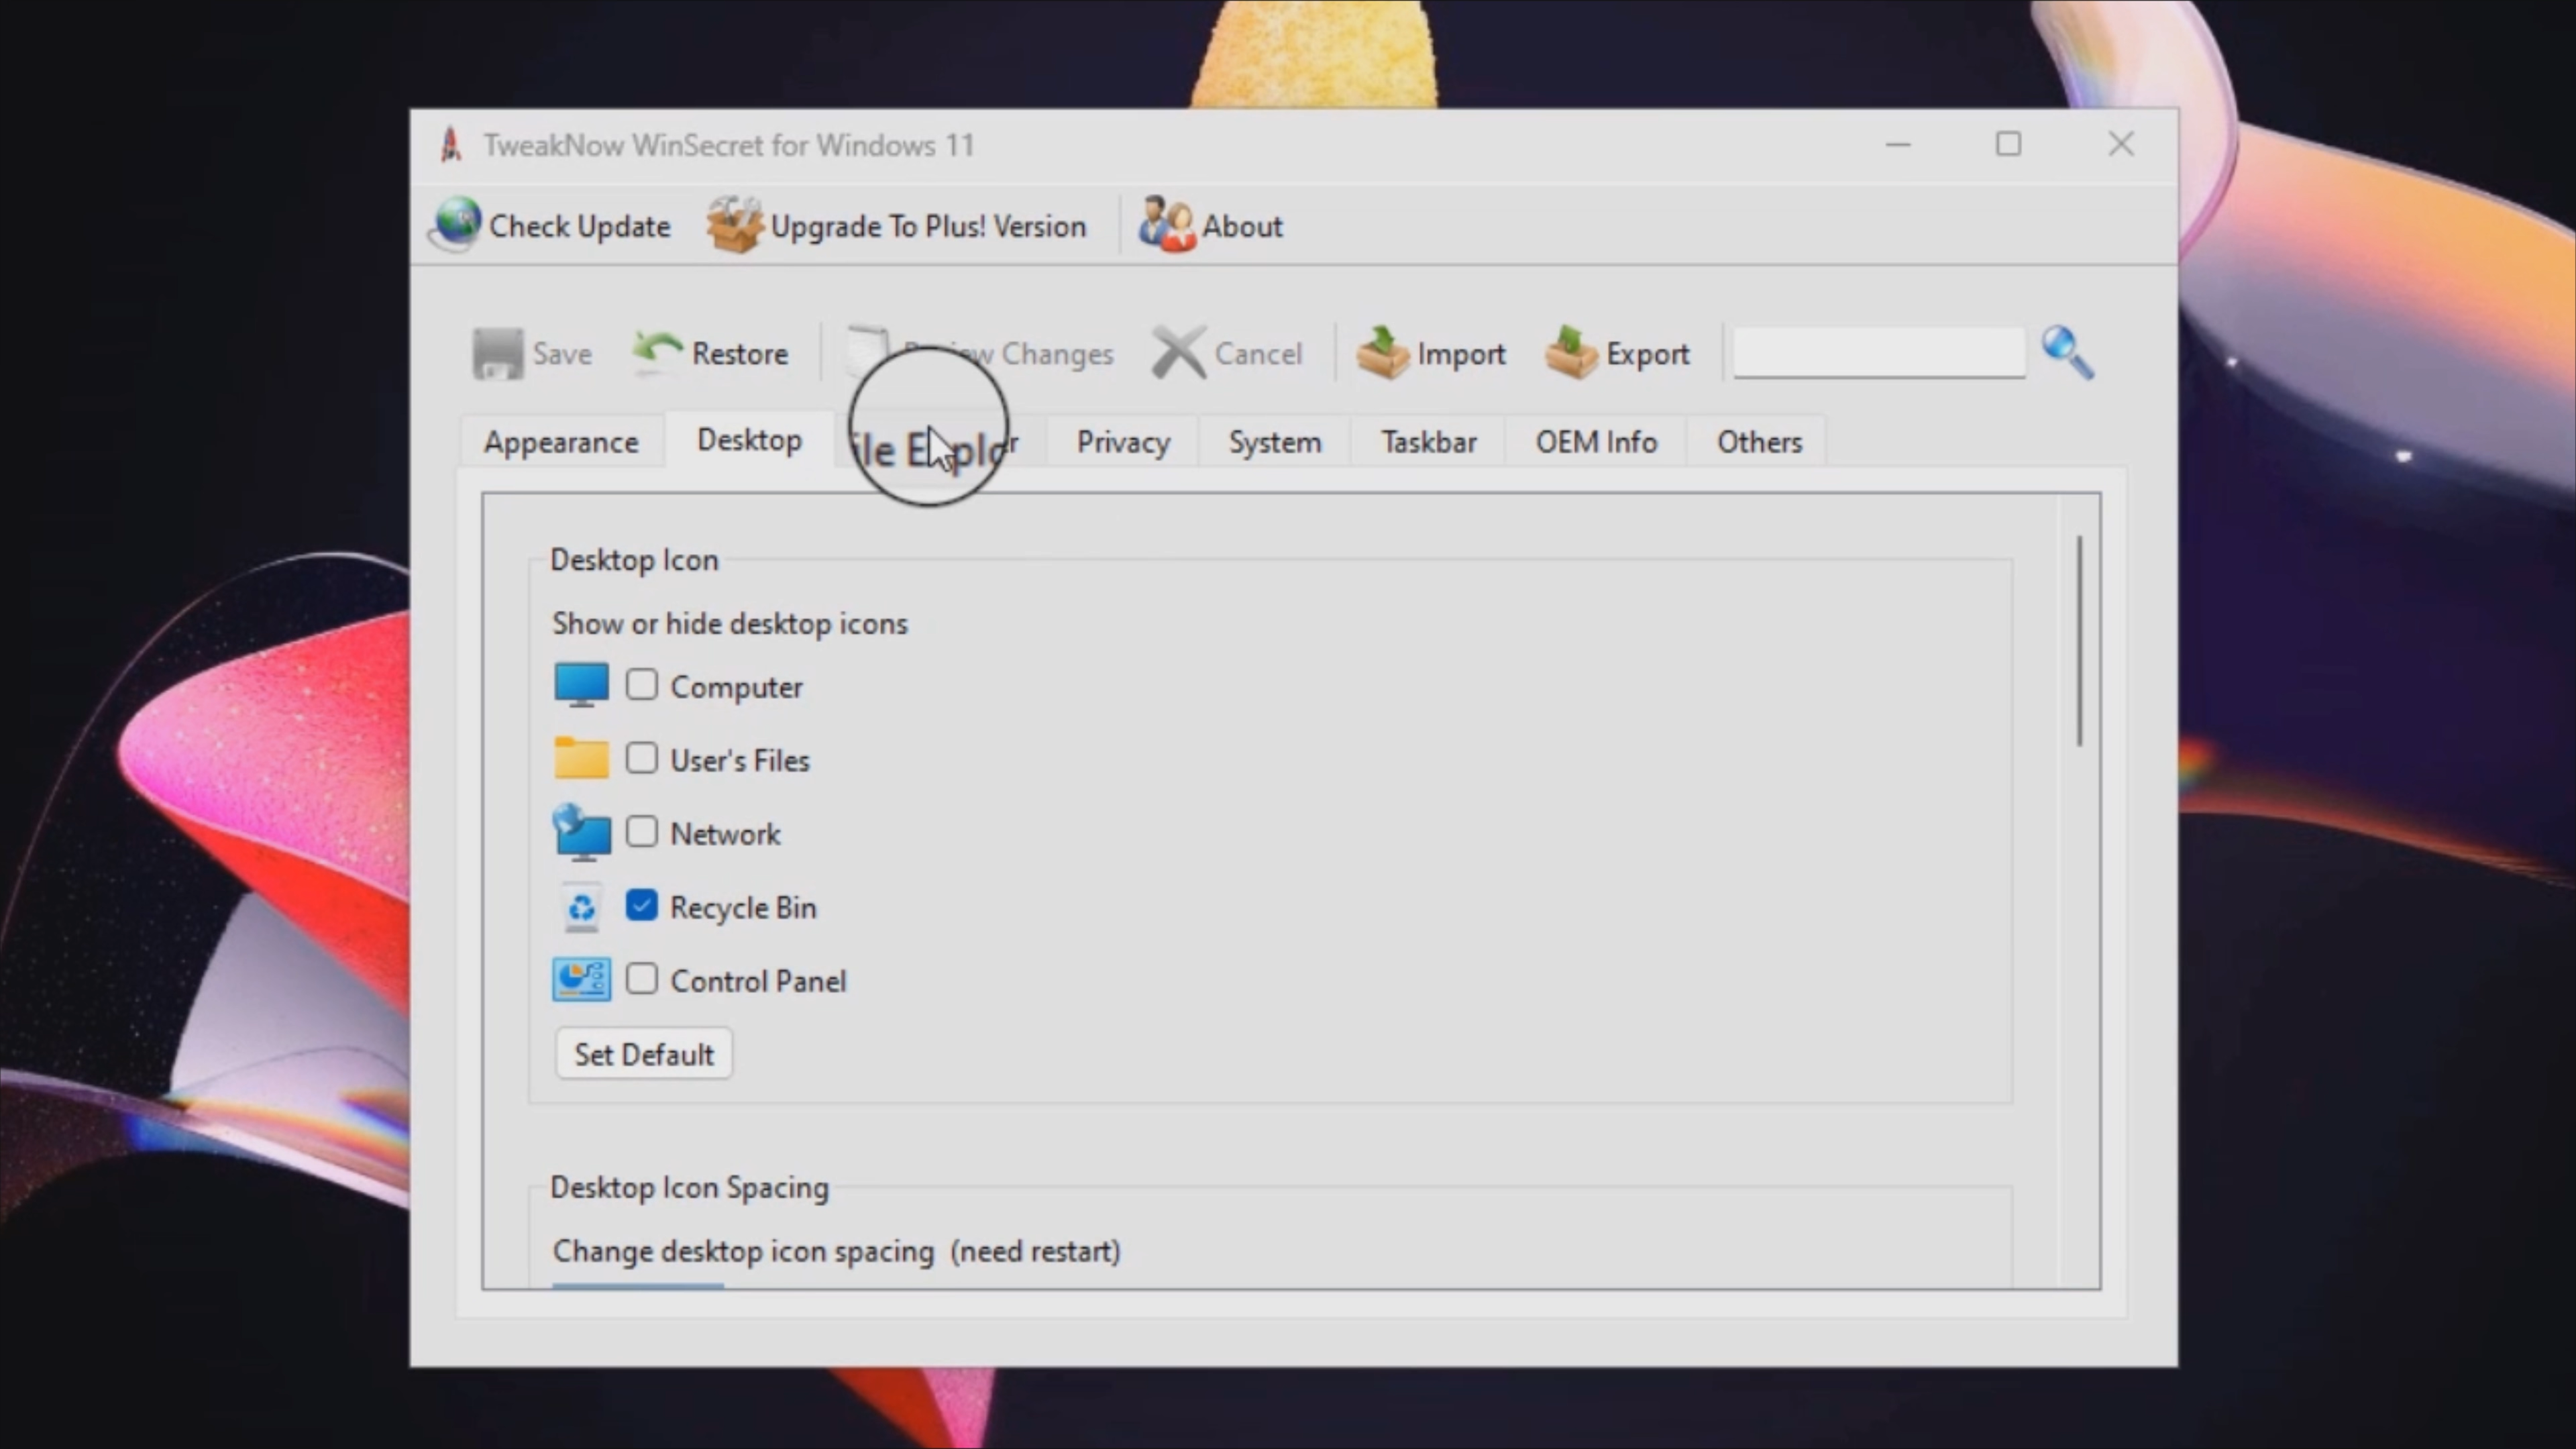 TweakNow WinSecret for Windows 11
Check Update Upgrade To Plus! Version About
Save Restore Changes Cancel Import Export
Appearance Desktop Privacy System Taskbar OEM Info Others
Desktop Icon
Show or hide desktop icons
Computer
User's Files
Network
Recycle Bin
Control Panel
Set Default
Desktop Icon Spacing
Change desktop icon spacing (need restart)